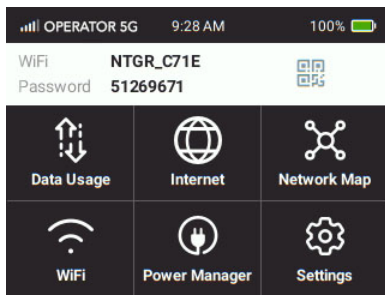 OPERATOR 5G 9:28 AM 100%
WiFi NTGR_C71E
Password 51269671
Data Usage Internet Network Map
WiFi Power Manager Settings